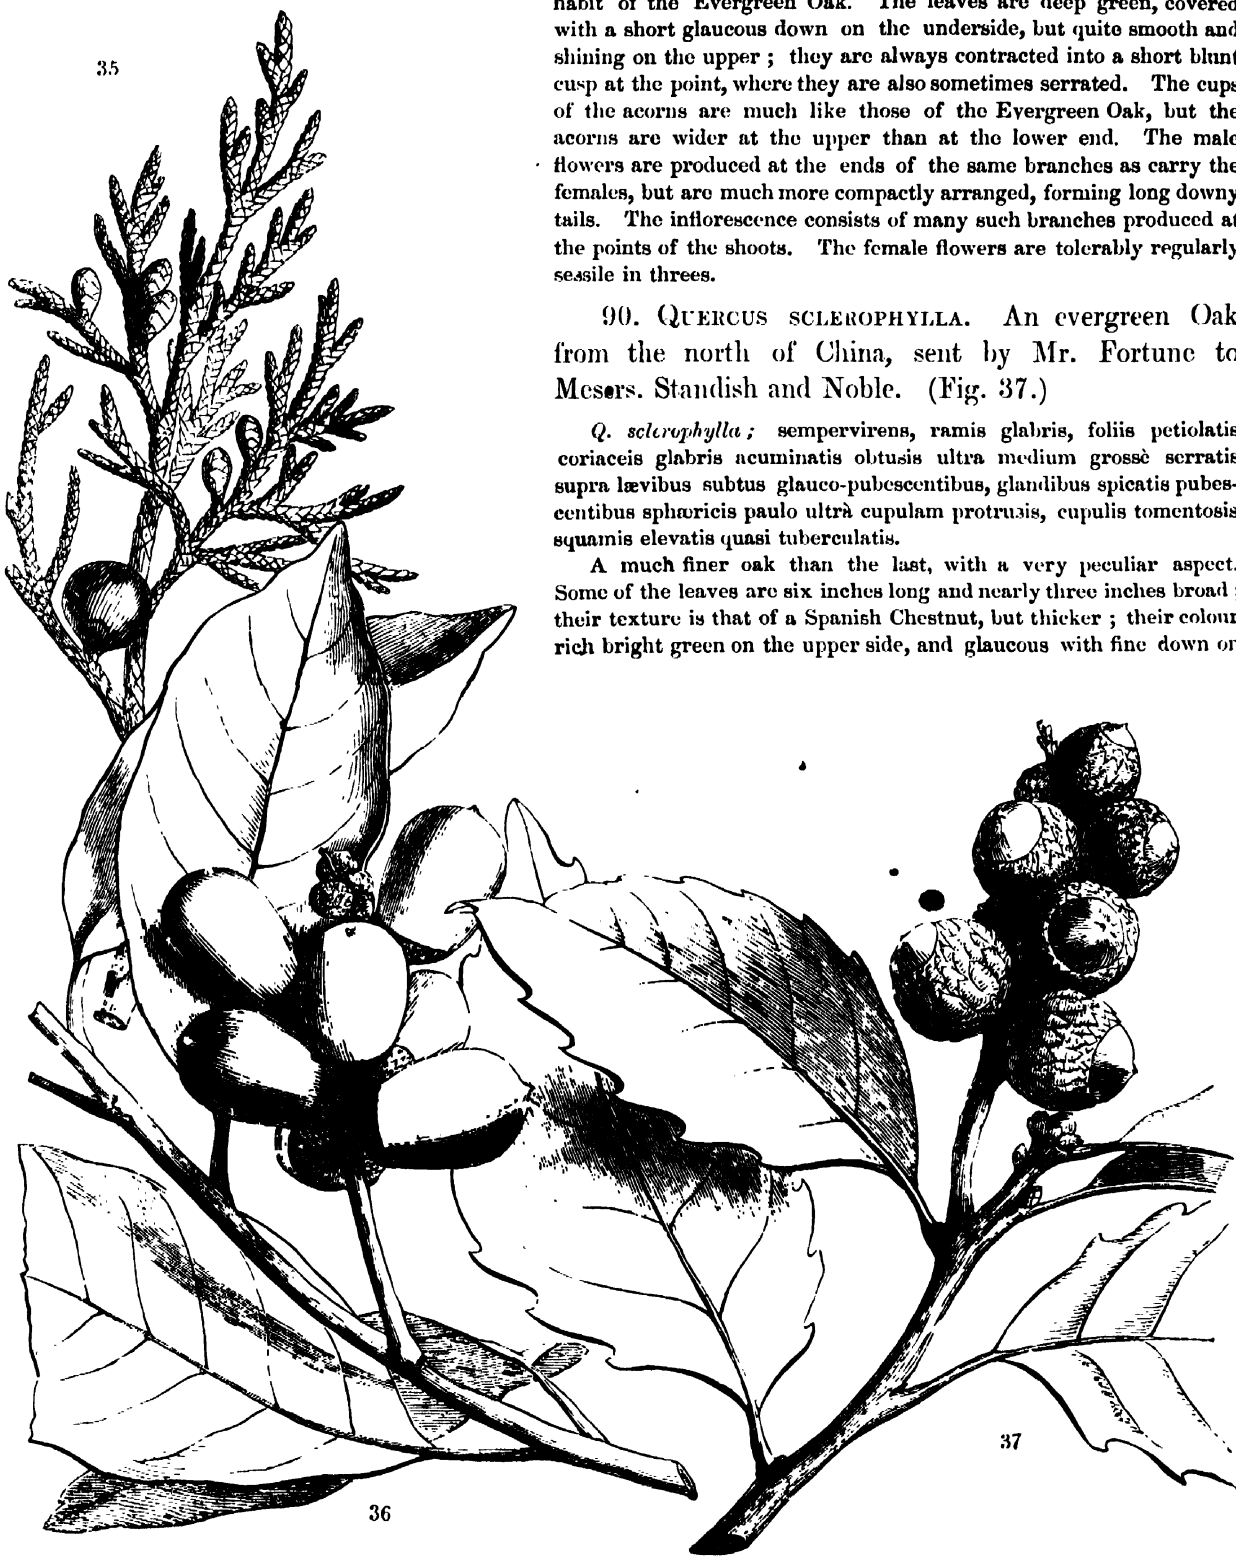 35
habit of the Evergreen Oak. The leaves are deep green, covered
with a short glaucous down on the underside, but quite smooth and
shining on the upper ; they are always contracted into a short blunt
cusp at the point, where they are also sometimes serrated. The cups
of the acorns are much like those of the Evergreen Oak, but the
acorns are wider at the upper than at the lower end. The male
flowers are produced at the ends of the same branches as carry the
females, but are much more compactly arranged, forming long downy
tails. The inflorescence consists of many such branches produced at
the points of the shoots. The female flowers are tolerably regularly
sessile in threes.
90. QUERCUS SCLEROPHYLLA. An evergreen Oak
from the north of China, sent by Mr. Fortune to
Messrs. Standish and Noble. (Fig. 37.)
Q. sclerophylla ; sempervirens, ramis glabris, foliis petiolatis
coriaceis glabris acuminatis obtusis ultra medium grossè serratis
supra lævibus subtus glauco-pubescentibus, glandibus spicatis pubes-
centibus sphæricis paulo ultrà cupulam protrusis, cupulis tomentosis
squamis elevatis quasi tuberculatis.
A much finer oak than the last, with a very peculiar aspect.
Some of the leaves are six inches long and nearly three inches broad ;
their texture is that of a Spanish Chestnut, but thicker ; their colour
rich bright green on the upper side, and glaucous with fine down or
37
36